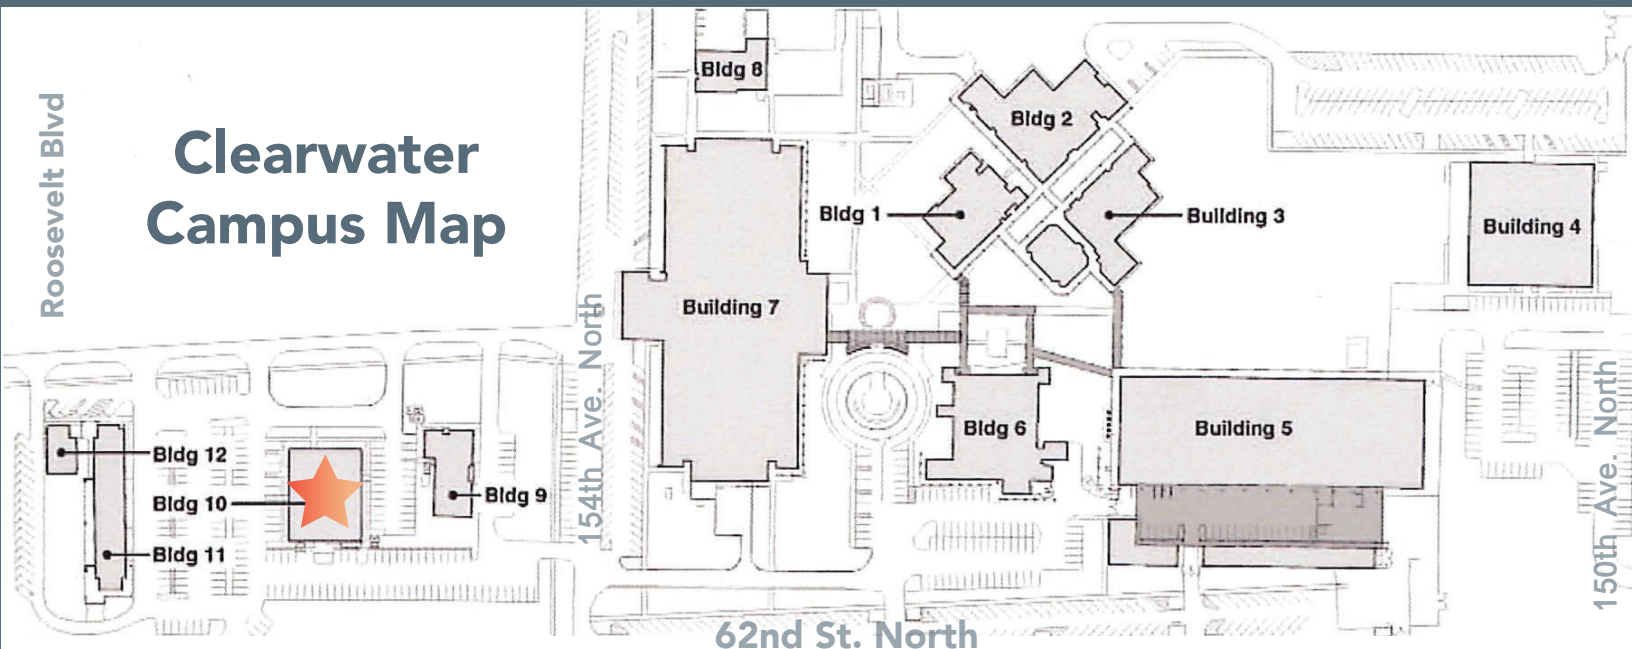 Clearwater
Campus Map
Roosevelt Blvd
154th Ave. North
62nd St. North
150th Ave. North
Bldg 8
Bldg 2
Bldg 1
Building 3
Building 4
Building 7
Bldg 6
Building 5
Bldg 12
Bldg 10
Bldg 9
Bldg 11